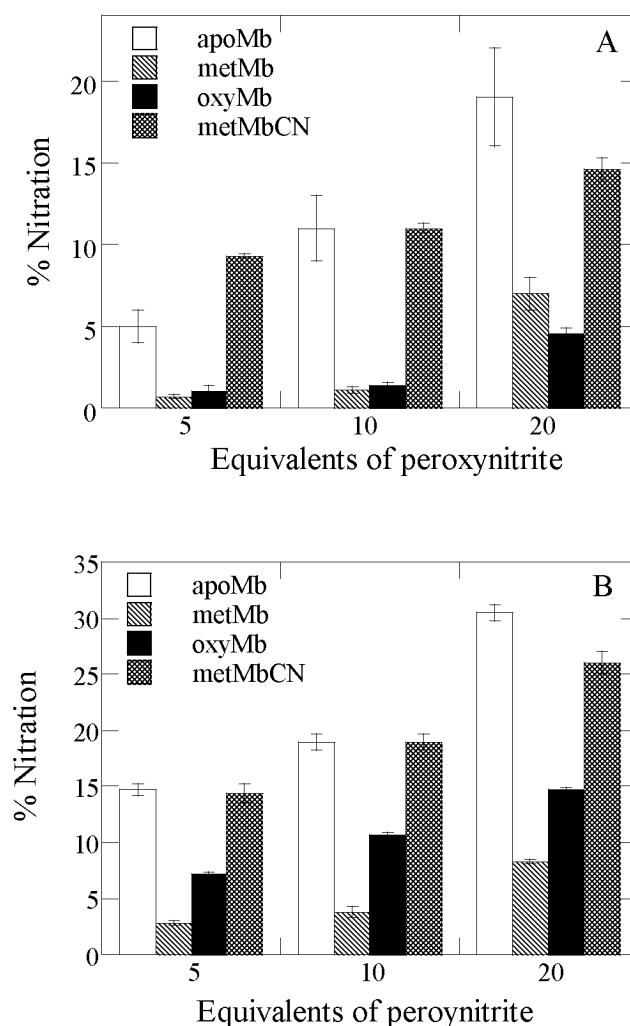 A
apoMb
metMb
oxyMb
metMbCN
% Nitration
20
15
10
5
0
5 10 20
Equivalents of peroxynitrite
B
apoMb
metMb
oxyMb
metMbCN
% Nitration
35
30
25
20
15
10
5
0
5 10 20
Equivalents of peroynitrite